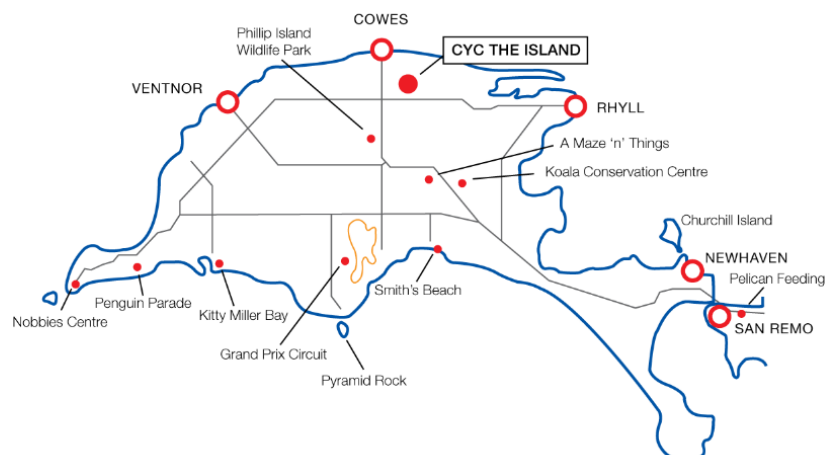 COWES
Phillip Island
Wildlife Park
CYC THE ISLAND
VENTNOR
RHYLL
A Maze ‘n’ Things
Koala Conservation Centre
Churchill Island
NEWHAVEN
Pelican Feeding
Smith's Beach
Penguin Parade
Kitty Miller Bay
Nobbies Centre
SAN REMO
Grand Prix Circuit
Pyramid Rock